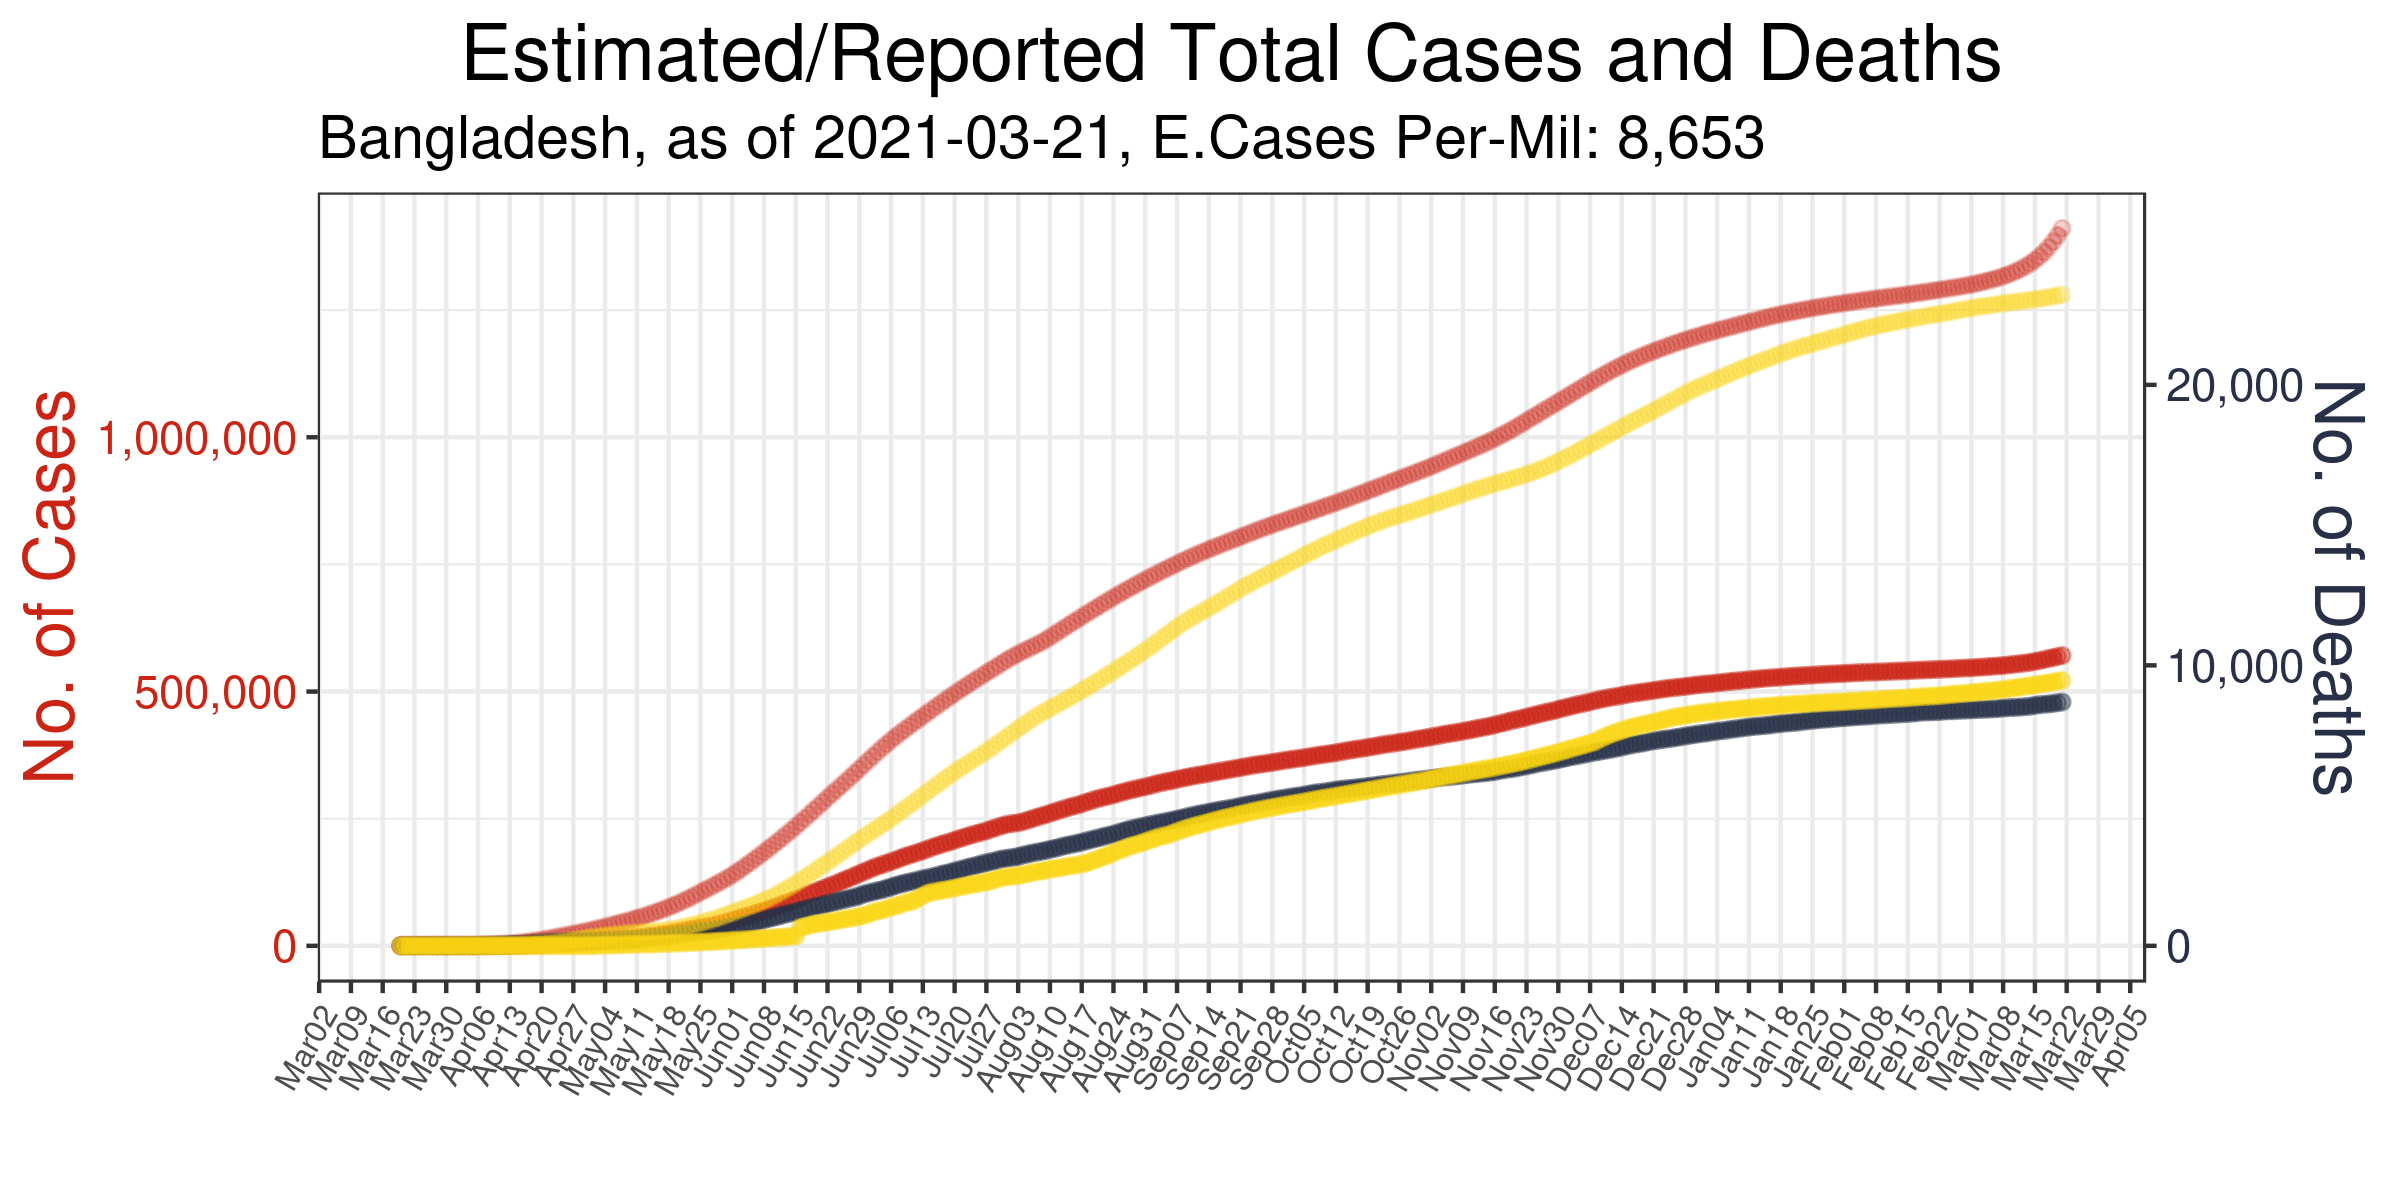 Estimated/Reported Total Cases and Deaths
Bangladesh, as of 2021-03-21, E.Cases Per-Mil: 8,653
No. of Cases
1,000,000
500,000
0
20,000
10,000
0
No. of Deaths
Mar02
Mar09
Mar16
Mar23
Mar30
Apr06
Apr13
Apr20
Apr27
May04
May11
May18
May25
Jun01
Jun08
Jun15
Jun22
Jun29
Jul06
Jul13
Jul20
Jul27
Aug03
Aug10
Aug17
Aug24
Aug31
Sep07
Sep14
Sep21
Sep28
Oct05
Oct12
Oct19
Oct26
Nov02
Nov09
Nov16
Nov23
Nov30
Dec07
Dec14
Dec21
Dec28
Dec04
Jan11
Jan18
Jan25
Feb01
Feb08
Feb15
Feb22
Mar01
Mar08
Mar15
Mar22
Mar29
Apr05